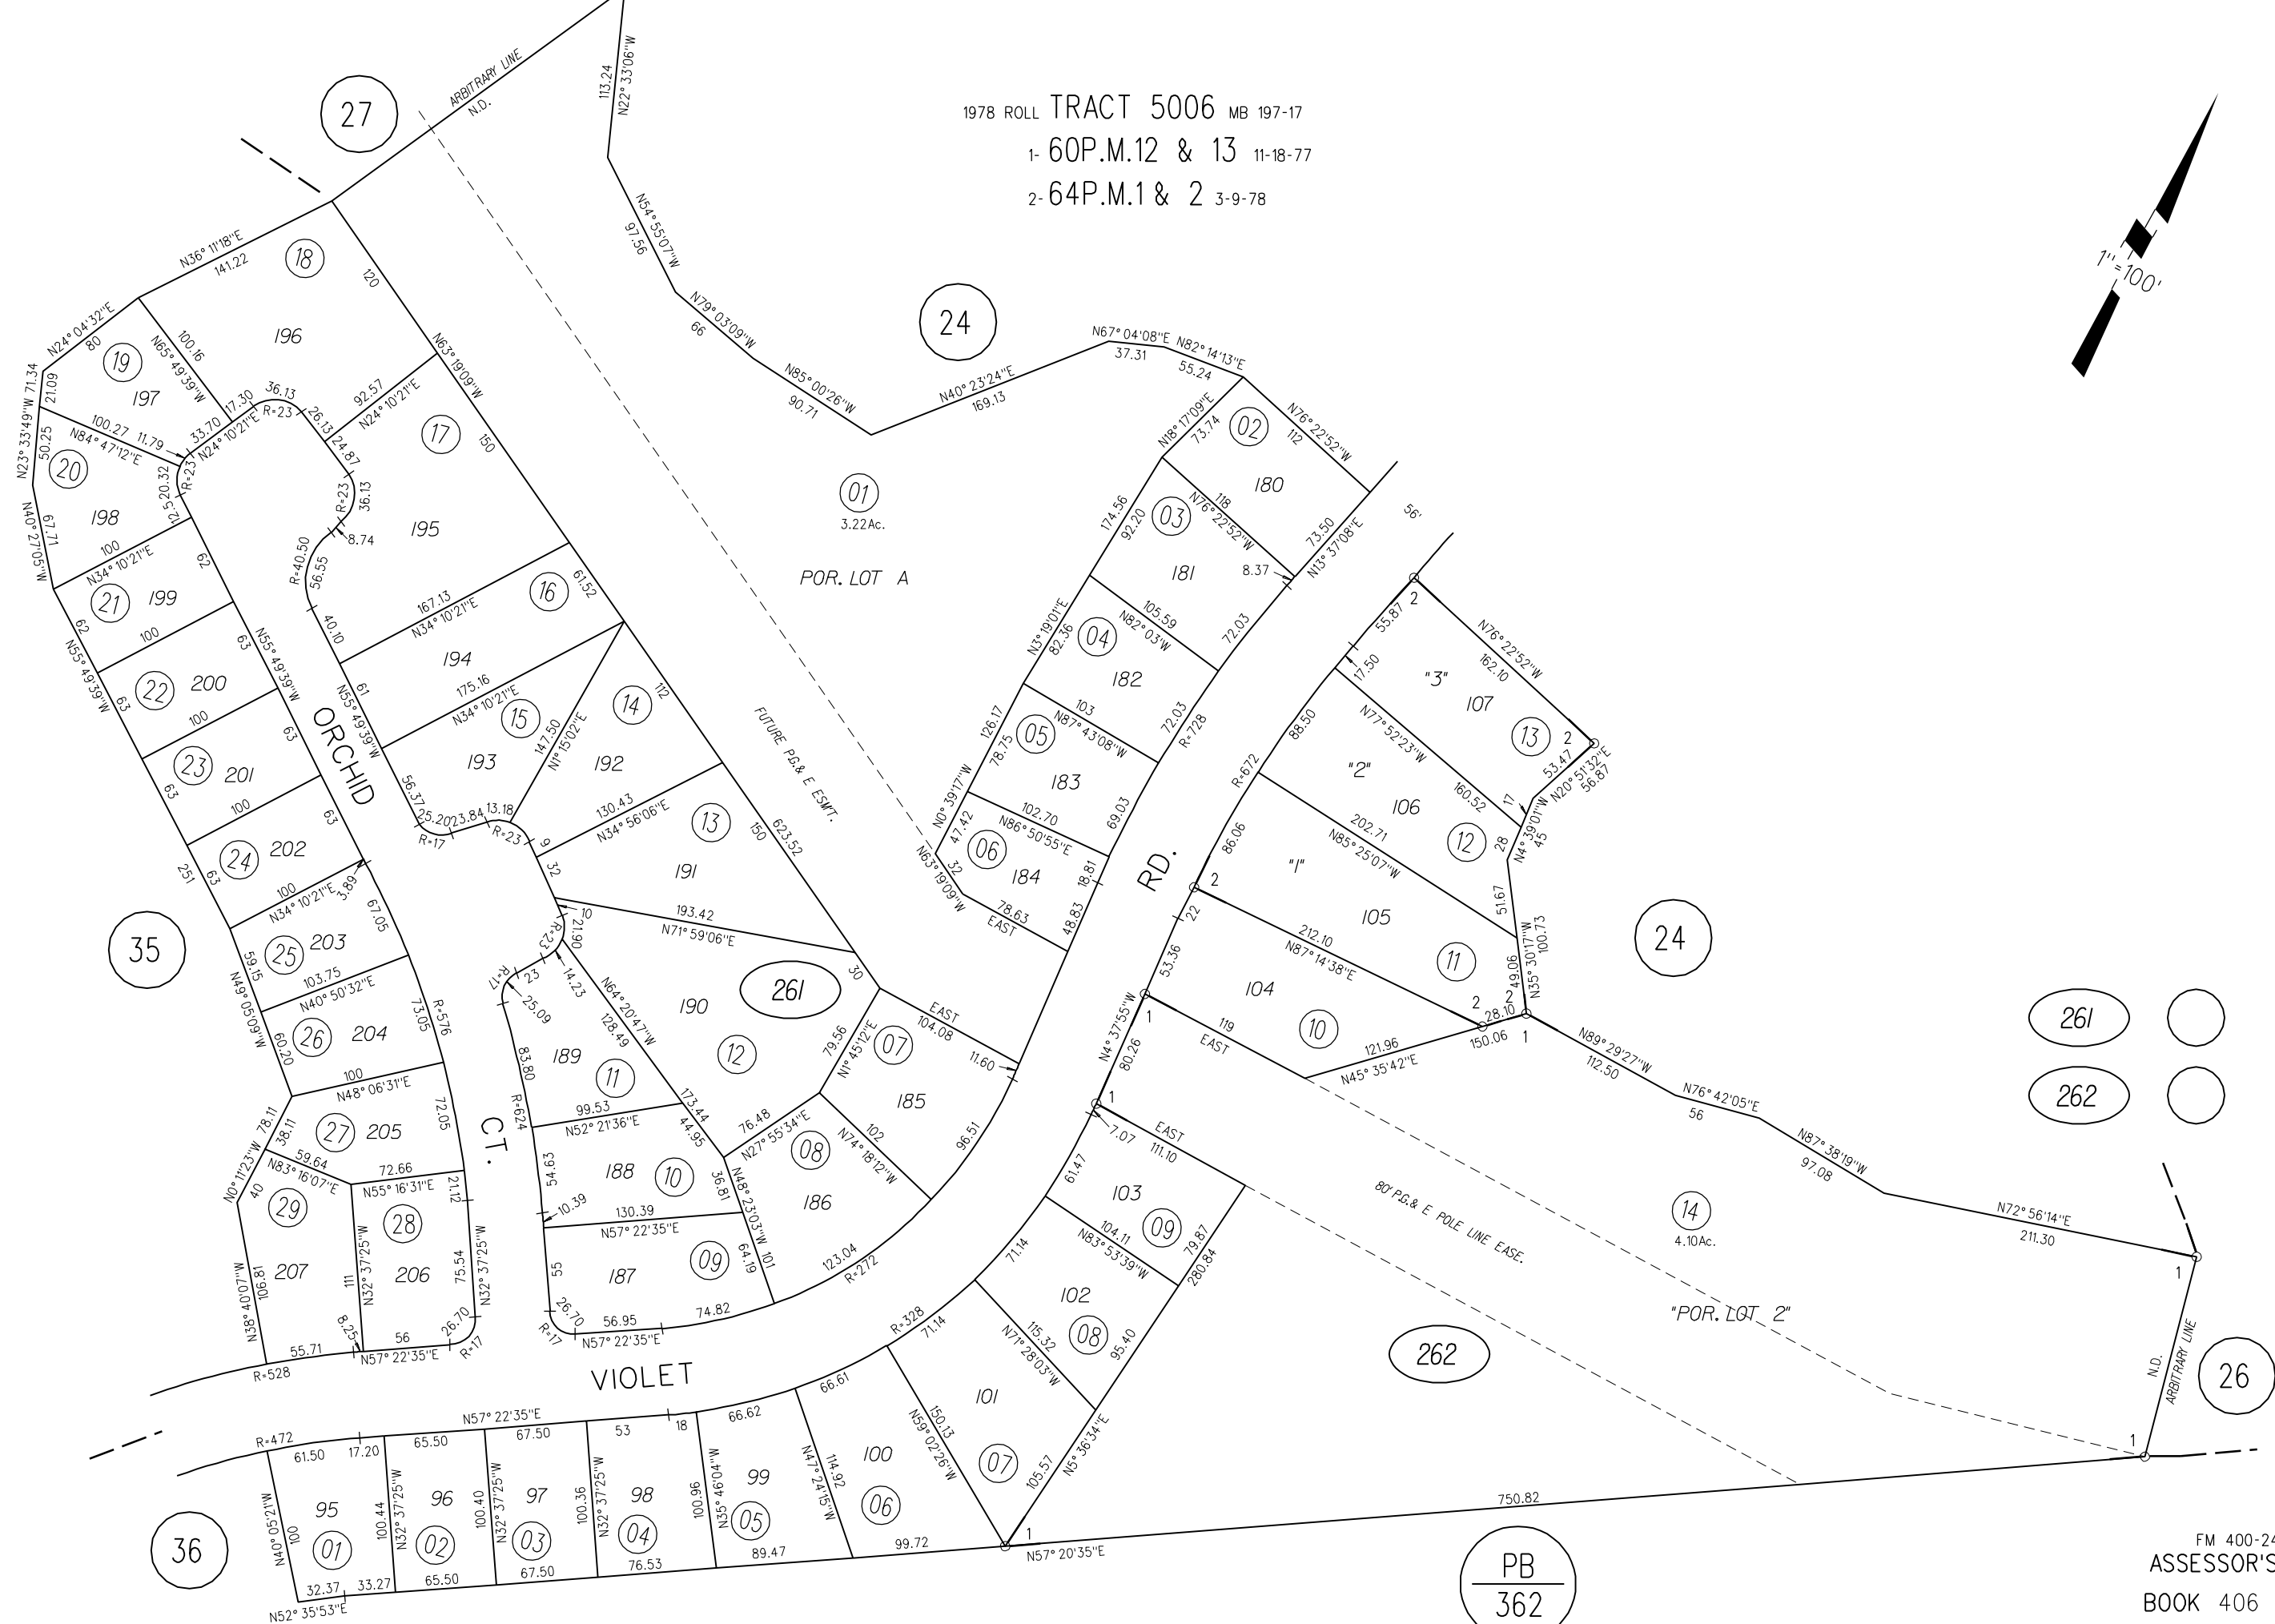 1978 ROLL TRACT 5006 MB 197-17
1- 60P.M.12 & 13 11-18-77
2- 64P.M.1 & 2 3-9-78
1"=100'
27
ARBITRARY LINE
N.D.
113.24
N22° 33'06"W
N54° 55'07"W
97.56
N79° 03'09"W
66
N85° 00'26"W
90.71
24
N40° 23'24"E
169.13
N67° 04'08"E
37.31
N82° 14'13"E
55.24
01
3.22Ac.
POR. LOT A
FUTURE P.G.& E ESM'T.
N36° 11'18"E
141.22
18
196
120
N63° 19'09"W
N24° 04'32"E
80
19
197
100.16
N65° 49'39"W
36.13
R=23
17.30
33.70
N24° 10'21"E
26.13
24.87
92.57
N24° 10'21"E
17
150
195
N23° 33'49"W 71.34
21.09
50.25
100.27 11.79
N84° 47'12"E
20
198
R=23
20.32
12.5
N40° 27'05"W
67.71
100
N34° 10'21"E
R=23
36.13
8.74
R=40.50
56.55
21
199
62
62
100
N55° 49'39"W
63
22
200
63
N55° 49'39"W
100
63
23
201
63
100
63
24
202
251
63
100
N34° 10'21"E
3.89
ORCHID
CT.
40.10
167.13
N34° 10'21"E
16
61.52
194
61
N55° 49'39"W
175.16
N34° 10'21"E
15
193
147.50
N1° 15'02"E
14
112
192
56.37
25.20
R=17
23.84
13.18
R=23
9
130.43
N34° 56'06"E
13
150
623.52
191
32
10
193.42
N71° 59'06"E
21.90
R=23
14.23
23
R=17
25.09
35
67.05
25
203
59.15
N49° 05'09"W
103.75
N40° 50'32"E
73.05
R=576
26
204
60.20
100
N48° 06'31"E
72.05
78.11
38.11
N0° 11'23"W
27
205
59.64
N83° 16'07"E
72.66
N55° 16'31"E
21.12
40
29
207
28
206
N32° 37'25"W
111
75.54
N32° 37'25"W
N38° 40'07"W
106.81
8.25
26.70
R=17
55.71
R=528
56
N57° 22'35"E
261
30
190
12
N64° 20'47"W
128.49
189
11
83.80
R=624
99.53
N52° 21'36"E
173.44
44.95
188
10
54.63
10.39
130.39
N57° 22'35"E
36.81
N48° 23'03"W
64.19
101
09
187
55
26.70
R=17
56.95
N57° 22'35"E
74.82
79.56
N1° 45'12"E
07
EAST
104.08
11.60
185
76.48
N27° 55'34"E
08
102
N74° 18'12"W
186
96.51
123.04
R=272
N18° 17'09"E
73.74
02
N76° 22'52"W
112
180
174.56
92.20
03
118
N76° 22'52"W
181
73.50
N13° 37'08"E
8.37
56'
N3° 19'01"E
82.36
04
105.59
N82° 03'W
182
72.03
126.17
78.75
05
103
N87° 43'08"W
183
72.03
R=728
N0° 39'17"W
47.42
102.70
N86° 50'55"E
69.03
06
184
32
N63° 19'09"W
78.63
EAST
18.81
48.83
RD.
2
55.87
17.50
N76° 22'52"W
162.10
"3"
107
13
2
53.47
N20° 51'32"E
56.87
N77° 52'23"W
160.52
17
N4° 39'01"W
45
28
88.50
"2"
106
12
R=672
202.71
N85° 25'07"W
86.06
"1"
105
11
51.67
N35° 30'17"W
100.73
49.06
24
2
22
212.10
N87° 14'38"E
53.36
104
10
2
2
28.10
1
150.06
121.96
N45° 35'42"E
119
EAST
1
N4° 37'55"W
80.26
N89° 29'27"W
112.50
N76° 42'05"E
56
N87° 38'19"W
97.08
N72° 56'14"E
211.30
261
262
1
7.07
EAST
111.10
61.47
103
09
104.11
N83° 53'39"W
79.87
280.84
80' P.G.& E POLE LINE EASE.
14
4.10Ac.
"POR. LOT 2"
1
N.D.
ARBITRARY LINE
26
1
71.14
102
08
115.32
N71° 28'03"W
95.40
262
R=328
71.14
101
07
150.13
N59° 02'26"W
105.57
N5° 36'34"E
VIOLET
R=472
61.50
17.20
N57° 22'35"E
65.50
67.50
53
18
66.62
66.61
N40° 05'21"W
100
95
01
100.44
N32° 37'25"W
96
02
100.40
N32° 37'25"W
97
03
100.36
N32° 37'25"W
98
04
100.96
N35° 46'04"W
99
05
114.92
N47° 24'15"W
100
06
36
32.37
N52° 35'53"E
33.27
65.50
67.50
76.53
89.47
99.72
1
N57° 20'35"E
750.82
PB
362
FM 400-24
ASSESSOR'S
BOOK 406